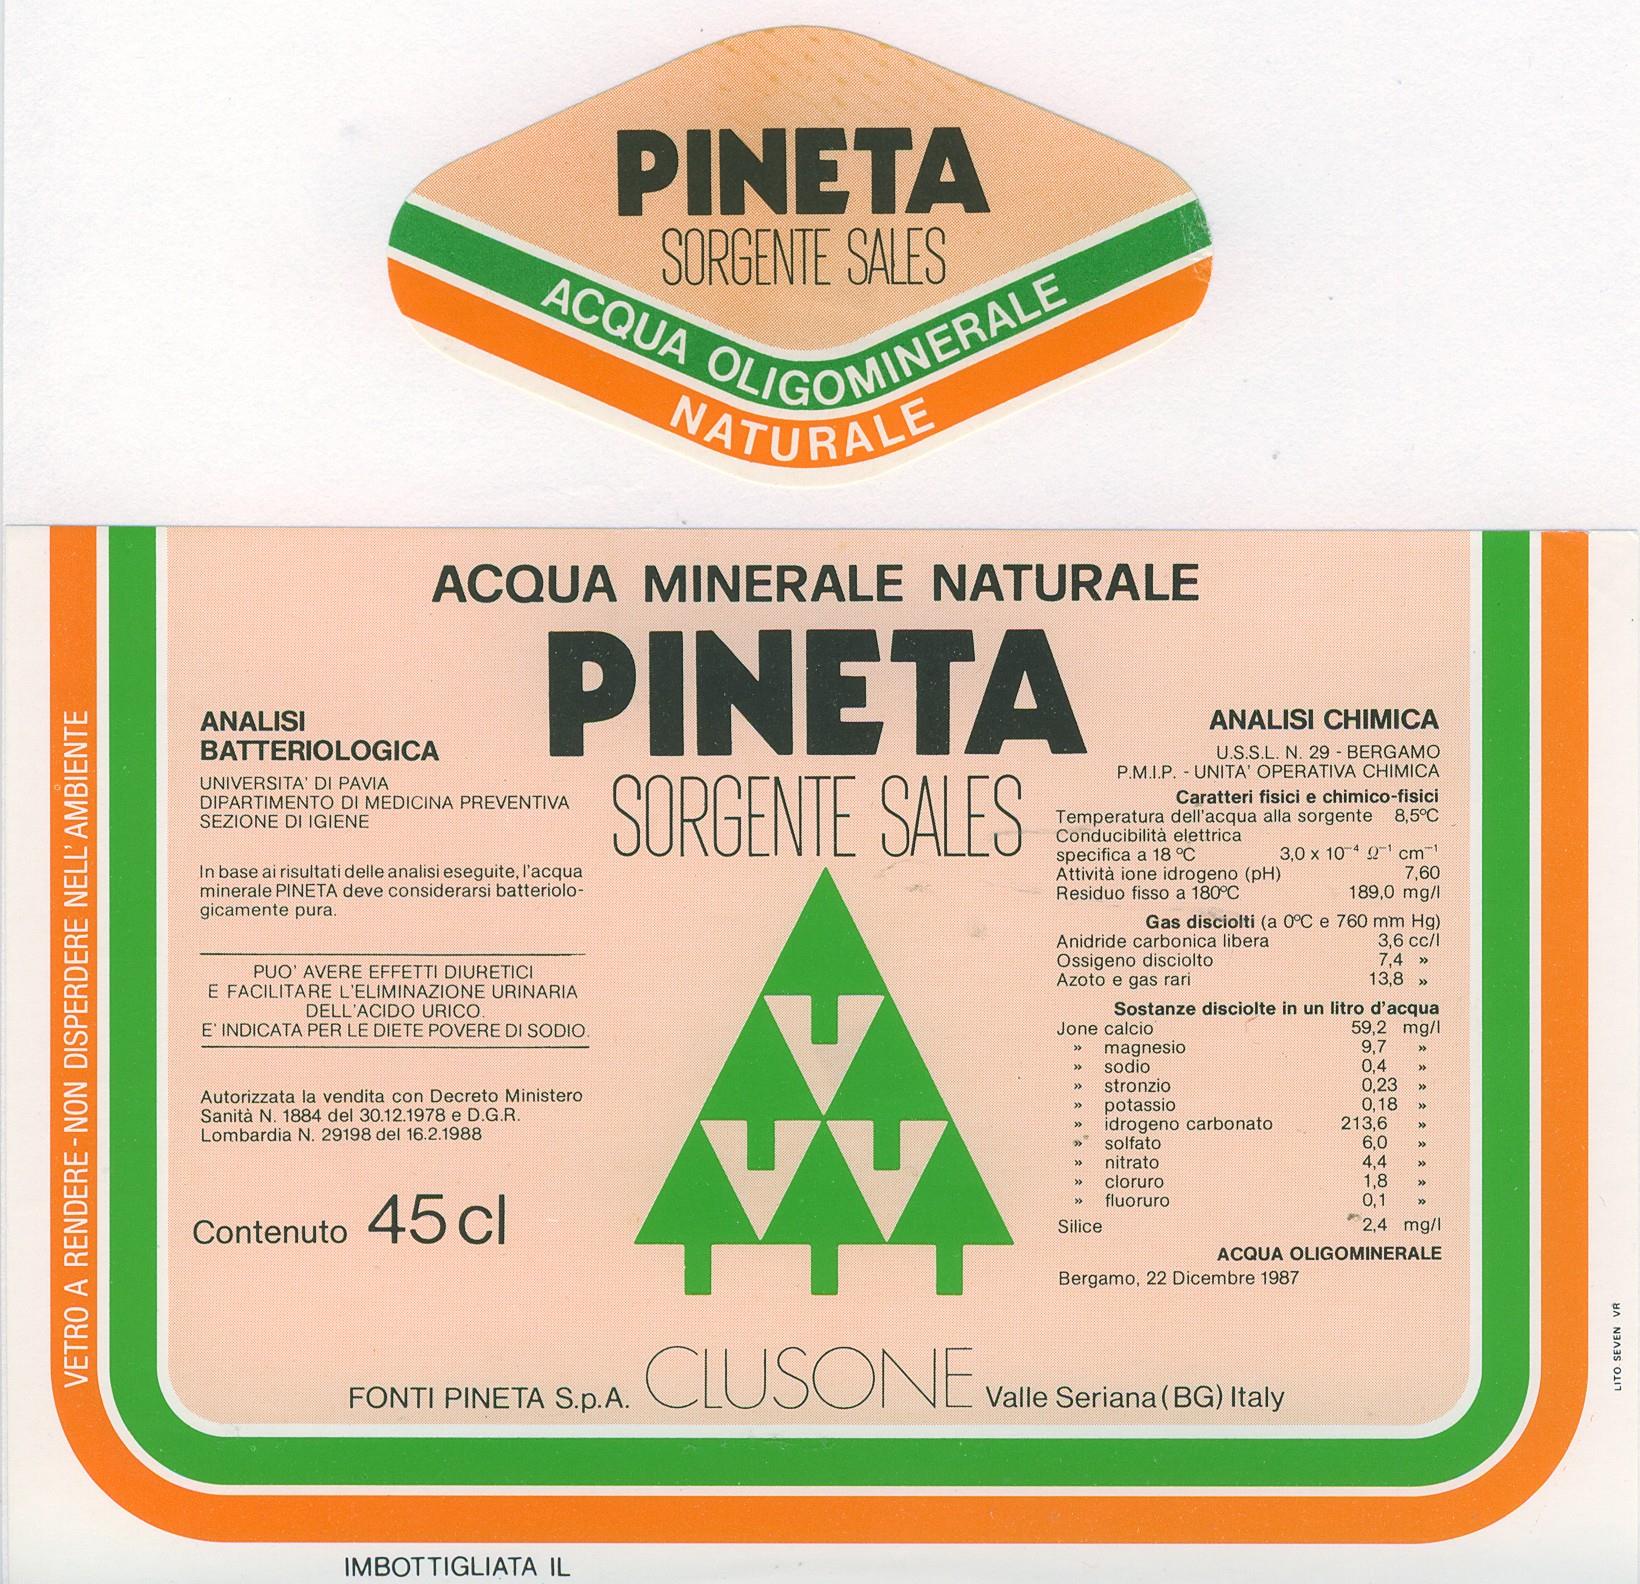 PINETA
SORGENTE SALES
ACQUA OLIGOMINERALE
NATURALE
ACQUA MINERALE NATURALE
PINETA
SORGENTE SALES
VETRO A RENDERE - NON DISPERDERE NELL' AMBIENTE
ANALISI
BATTERIOLOGICA
UNIVERSITA' DI PAVIA
DIPARTIMENTO DI MEDICINA PREVENTIVA
SEZIONE DI IGIENE
In base ai risultati delle analisi eseguite, l'acqua
minerale PINETA deve considerarsi batteriolo-
gicamente pura.
PUO' AVERE EFFETTI DIURETICI
E FACILITARE L'ELIMINAZIONE URINARIA
DELL'ACIDO URICO.
E' INDICATA PER LE DIETE POVERE DI SODIO.
Autorizzata la vendita con Decreto Ministero
Sanità N. 1884 del 30.12.1978 e D.G.R.
Lombardia N. 29198 del 16.2.1988
Contenuto 45 cl
ANALISI CHIMICA
U.S.S.L. N. 29 - BERGAMO
P.M.I.P. - UNITA' OPERATIVA CHIMICA
Caratteri fisici e chimico-fisici
Temperatura dell'acqua alla sorgente 8,5ºC
Conducibilità elettrica
specifica a 18 ºC 3,0 x 10⁻⁴ Ω⁻¹ cm⁻¹
Attività ione idrogeno (pH) 7,60
Residuo fisso a 180ºC 189,0 mg/l
Gas disciolti (a 0ºC e 760 mm Hg)
Anidride carbonica libera 3,6 cc/l
Ossigeno disciolto 7,4 »
Azoto e gas rari 13,8 »
Sostanze disciolte in un litro d'acqua
Jone calcio 59,2 mg/l
» magnesio 9,7 »
» sodio 0,4 »
» stronzio 0,23 »
» potassio 0,18 »
» idrogeno carbonato 213,6 »
» solfato 6,0 »
» nitrato 4,4 »
» cloruro 1,8 »
» fluoruro 0,1 »
Silice 2,4 mg/l
ACQUA OLIGOMINERALE
Bergamo, 22 Dicembre 1987
FONTI PINETA S.p.A. CLUSONE Valle Seriana (BG) Italy
LITO SEVEN VR
IMBOTTIGLIATA IL